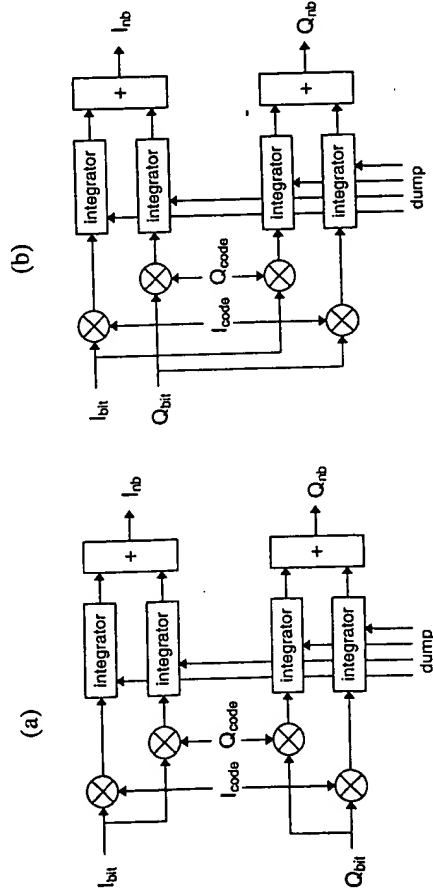 (a)
I_bit
Q_bit
I_code
Q_code
integrator
integrator
integrator
integrator
dump
+
+
I_nb
Q_nb
(b)
I_bit
Q_bit
I_code
Q_code
integrator
integrator
integrator
integrator
dump
+
+
I_nb
Q_nb